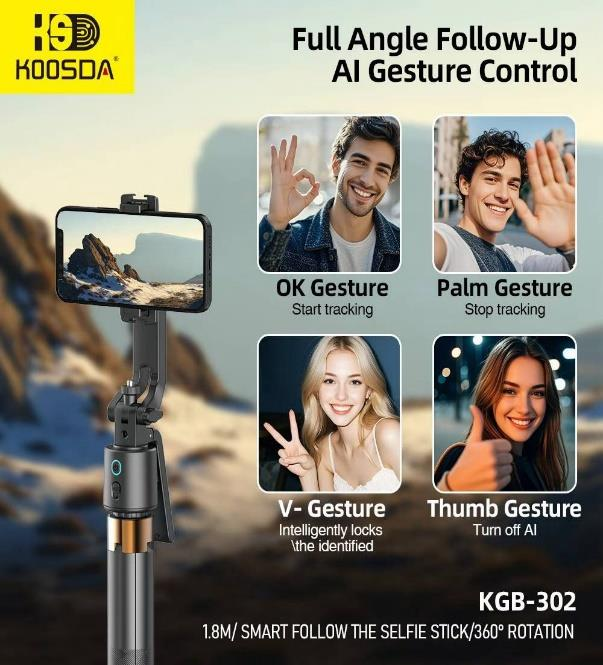 KSD
KOOSDA®
Full Angle Follow-Up
AI Gesture Control
OK Gesture
Start tracking
Palm Gesture
Stop tracking
V- Gesture
Intelligently locks
\the identified
Thumb Gesture
Turn off AI
KGB-302
1.8M/ SMART FOLLOW THE SELFIE STICK/360° ROTATION